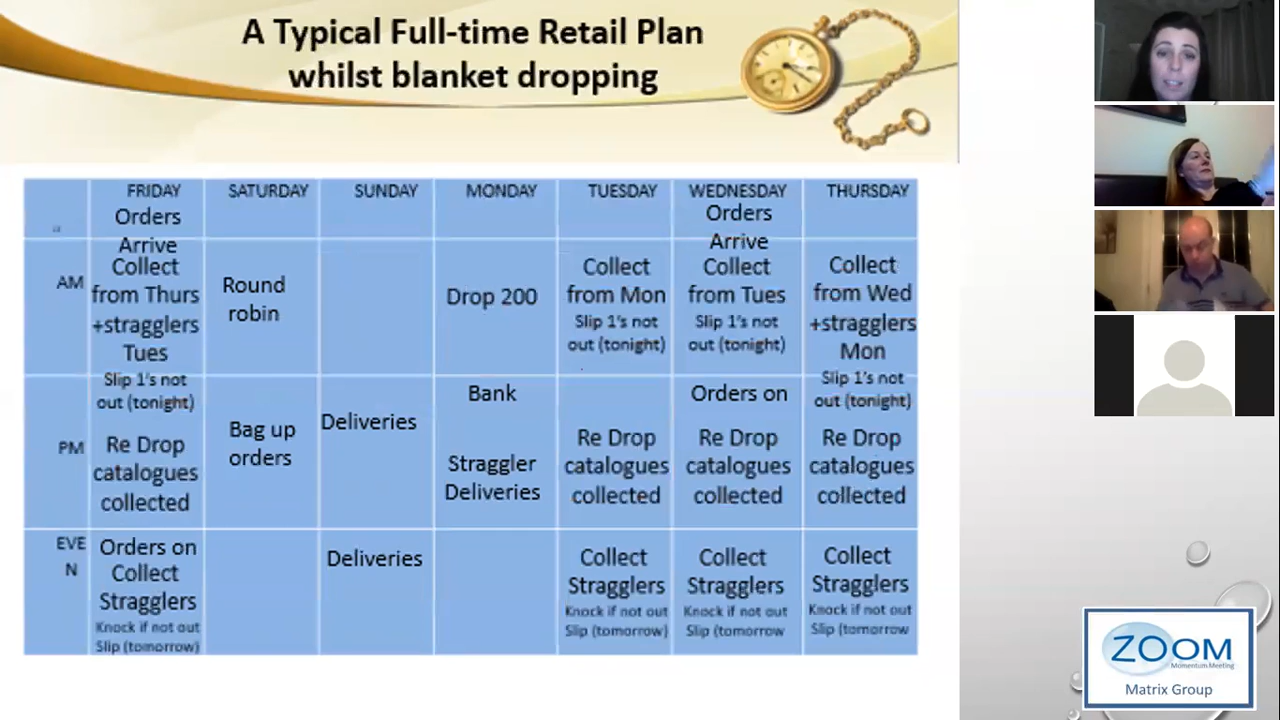 A Typical Full-time Retail Plan
whilst blanket dropping
FRIDAY SATURDAY SUNDAY MONDAY TUESDAY WEDNESDAY THURSDAY
Orders
Arrive
Orders
Arrive
AM
Collect
from Thurs
+stragglers
Tues
Slip 1's not
out (tonight)
Round
robin
Drop 200
Collect
from Mon
Slip 1's not
out (tonight)
Collect
from Tues
Slip 1's not
out (tonight)
Collect
from Wed
+stragglers
Mon
Slip 1's not
out (tonight)
PM
Re Drop
catalogues
collected
Bag up
orders
Deliveries
Bank
Straggler
Deliveries
Re Drop
catalogues
collected
Orders on
Re Drop
catalogues
collected
Re Drop
catalogues
collected
EVE
N
Orders on
Collect
Stragglers
Knock if not out
Slip (tomorrow)
Deliveries
Collect
Stragglers
Knock if not out
Slip (tomorrow)
Collect
Stragglers
Knock if not out
Slip (tomorrow
Collect
Stragglers
Knock if not out
Slip (tomorrow
ZOOM
Momentum Meeting
Matrix Group